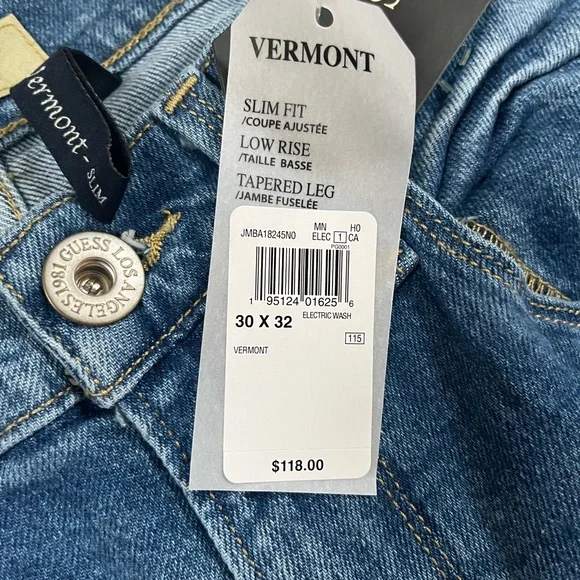 VERMONT
SLIM FIT
/COUPE AJUSTÉE
LOW RISE
/TAILLE BASSE
TAPERED LEG
/JAMBE FUSELÉE
JMBA18245N0 MN H0
ELEC 1 CA
PG0001
1 95124 01625 6
30 X 32 ELECTRIC WASH
115
VERMONT
$118.00
ermont - SLIM
GUESS LOS ANGELES 1981